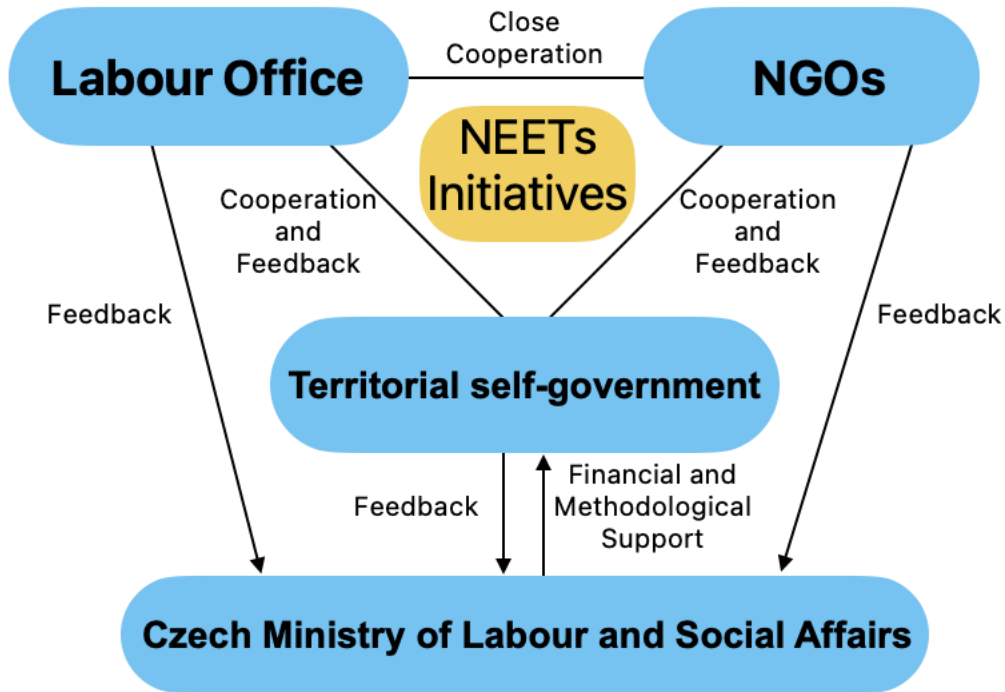 Close
Cooperation
Labour Office
NGOs
NEETs
Initiatives
Cooperation
and
Feedback
Cooperation
and
Feedback
Feedback
Feedback
Territorial self-government
Feedback
Financial and
Methodological
Support
Czech Ministry of Labour and Social Affairs